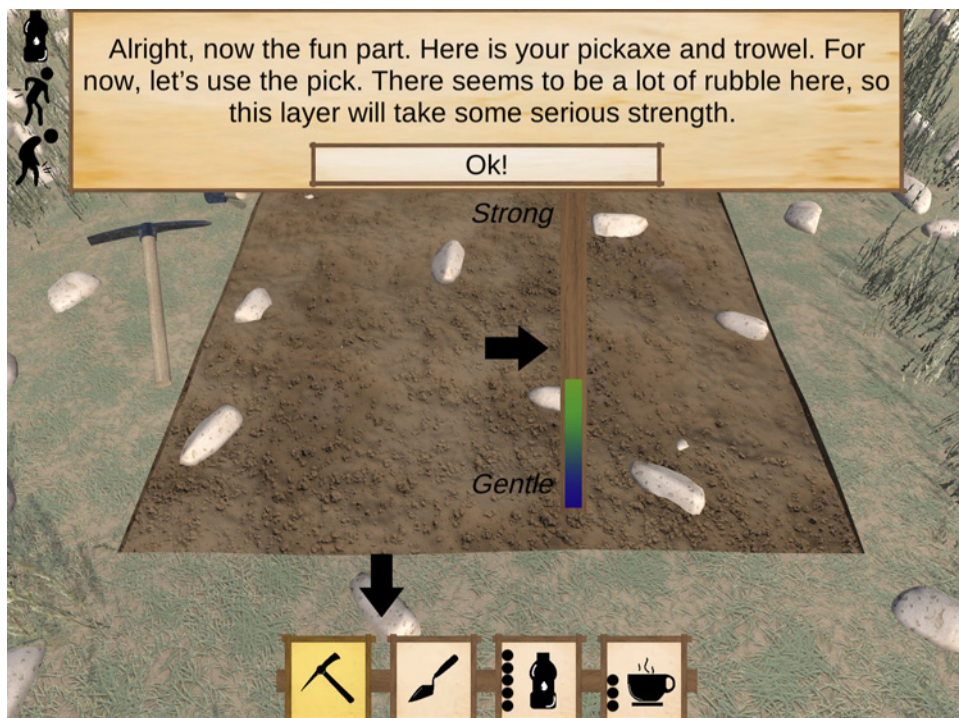 Alright, now the fun part. Here is your pickaxe and trowel. For
now, let's use the pick. There seems to be a lot of rubble here, so
this layer will take some serious strength.
Ok!
Strong
Gentle